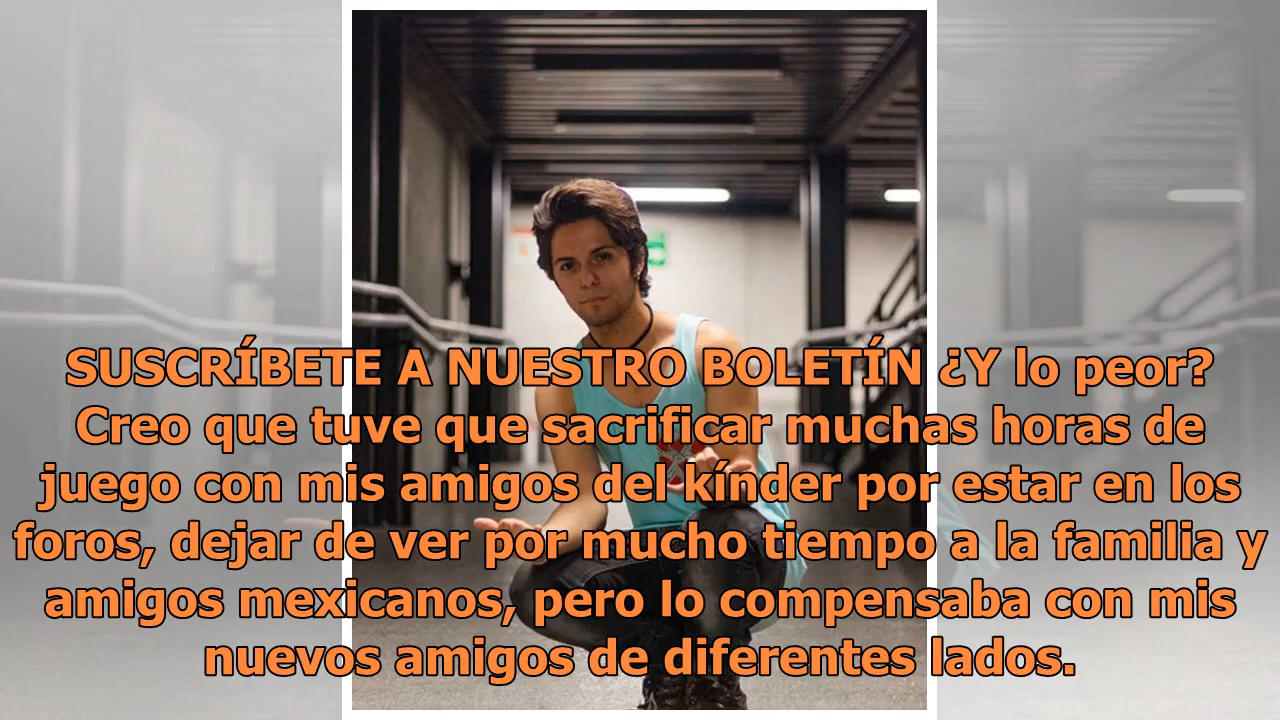 SUSCRÍBETE A NUESTRO BOLETÍN ¿Y lo peor?
Creo que tuve que sacrificar muchas horas de
juego con mis amigos del kínder por estar en los
foros, dejar de ver por mucho tiempo a la familia y
amigos mexicanos, pero lo compensaba con mis
nuevos amigos de diferentes lados.